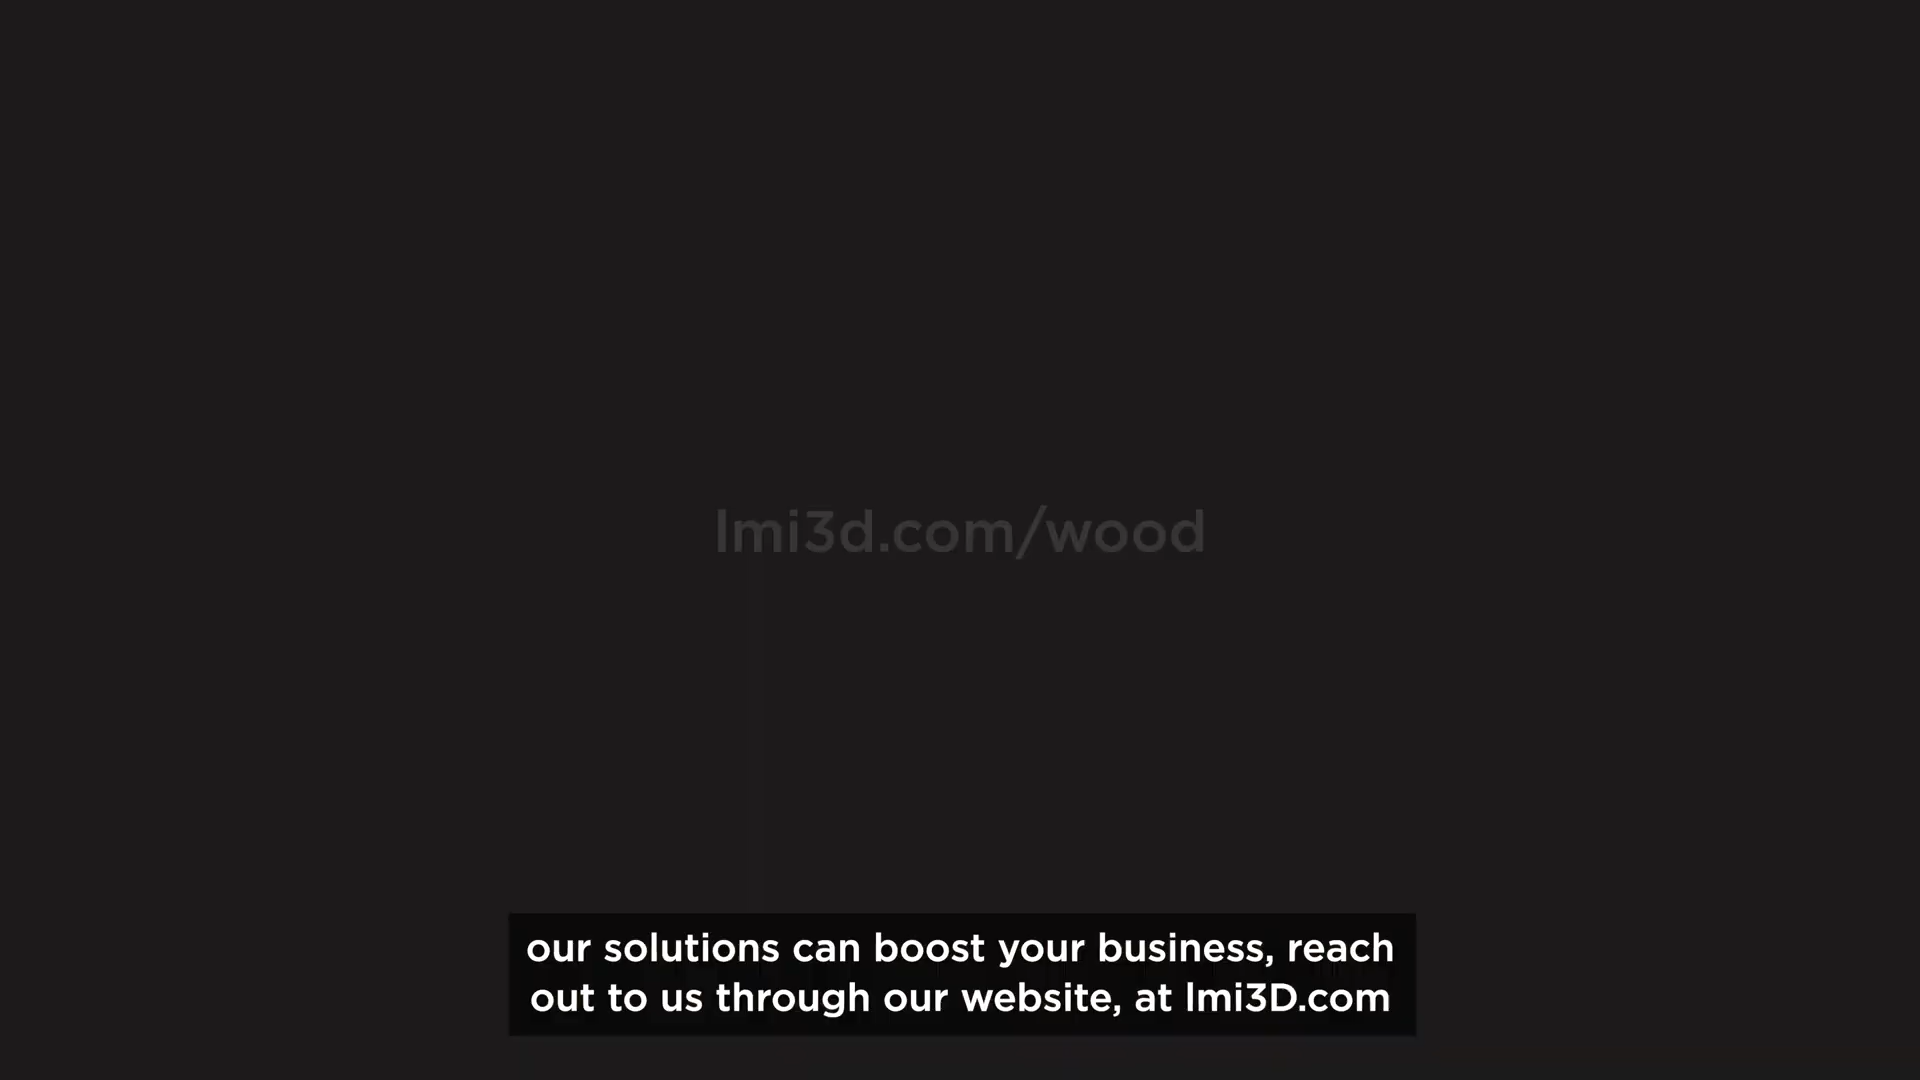 lmi3d.com/wood
our solutions can boost your business, reach
out to us through our website, at lmi3D.com